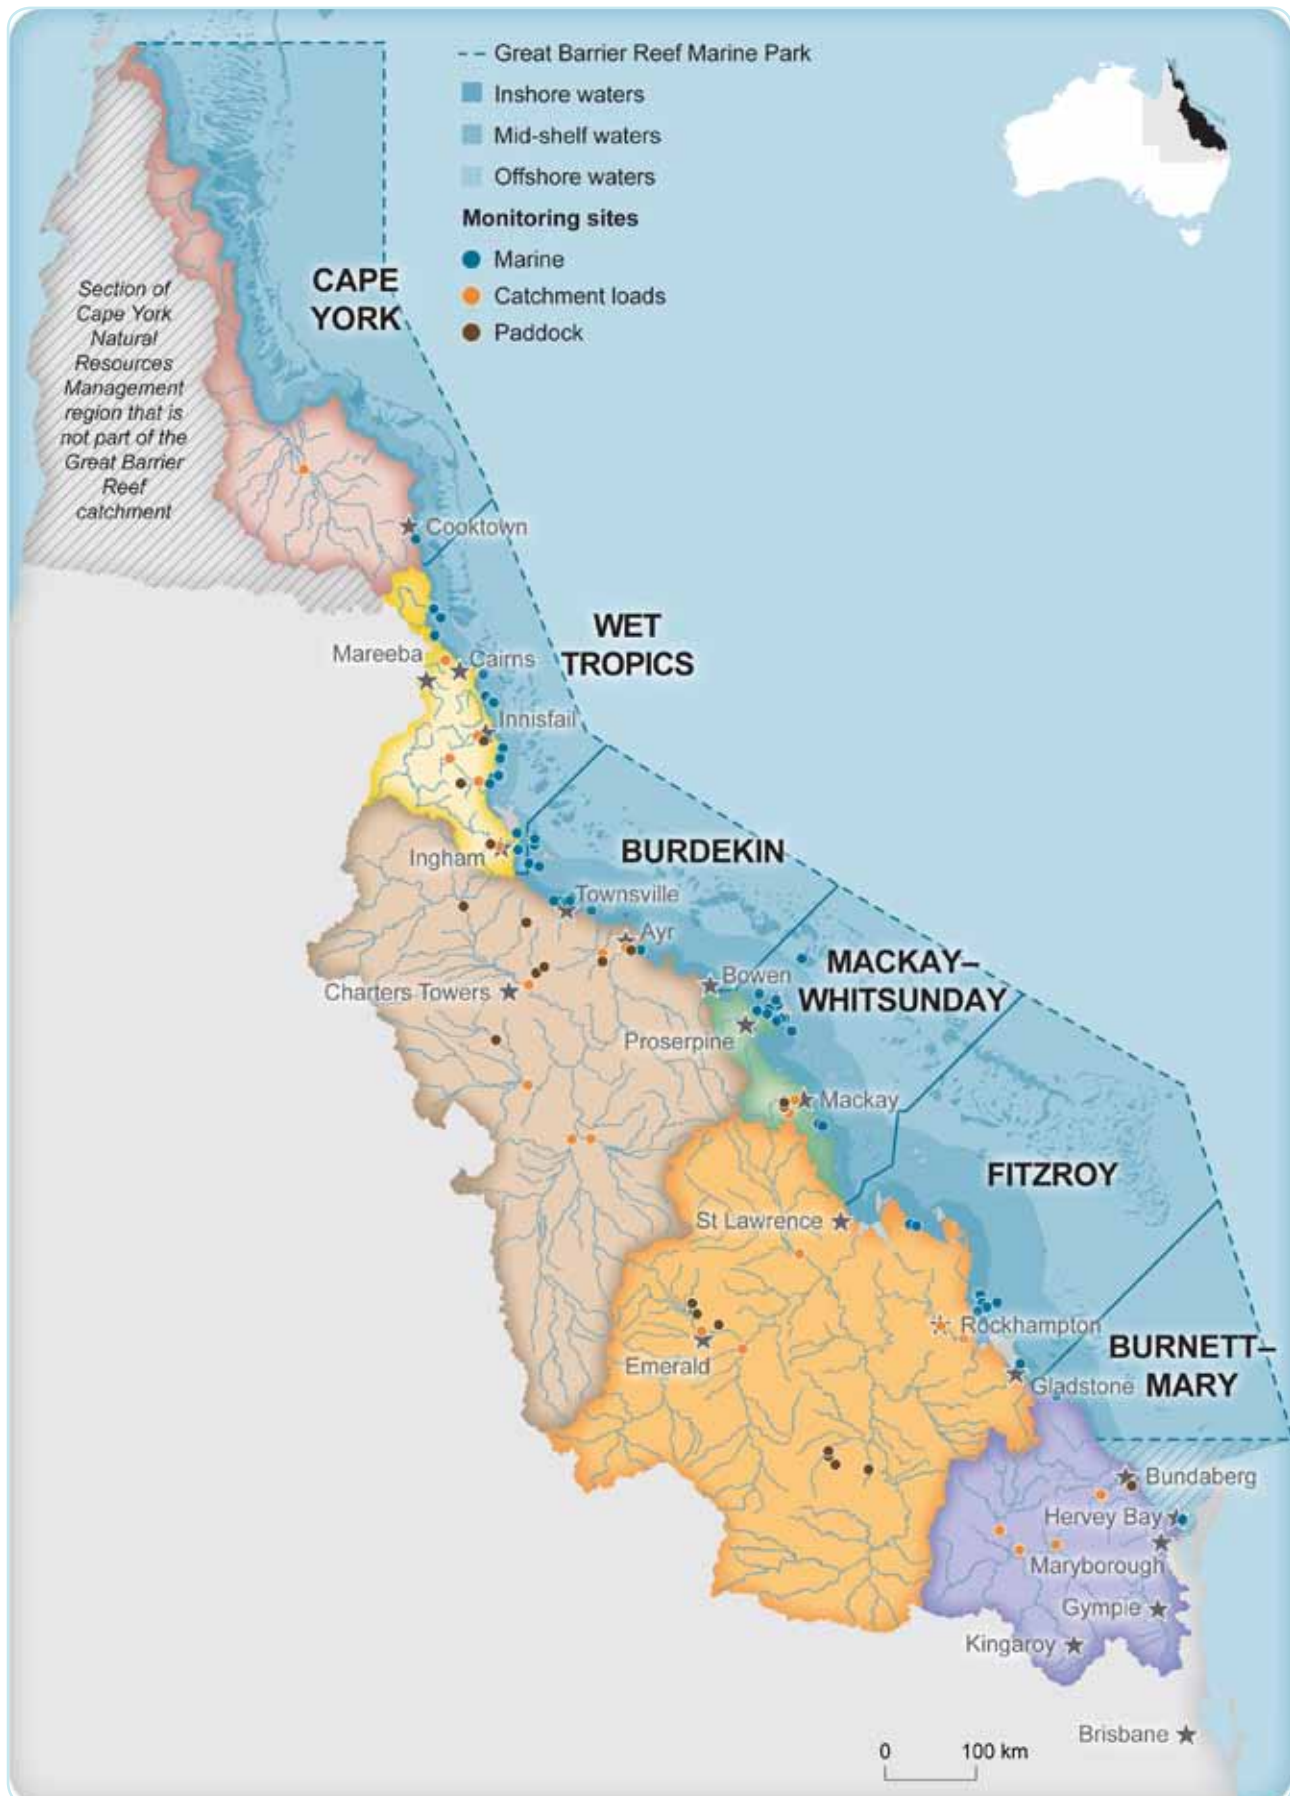 Great Barrier Reef Marine Park
Inshore waters
Mid-shelf waters
Offshore waters
Monitoring sites
Marine
Catchment loads
Paddock
CAPE
YORK
Section of
Cape York
Natural
Resources
Management
region that is
not part of the
Great Barrier
Reef
catchment
Cooktown
WET
TROPICS
Mareeba
Cairns
Innisfail
BURDEKIN
Ingham
Townsville
Ayr
MACKAY–
WHITSUNDAY
Bowen
Charters Towers
Proserpine
Mackay
FITZROY
St Lawrence
Rockhampton
BURNETT–
MARY
Emerald
Gladstone
Bundaberg
Hervey Bay
Maryborough
Gympie
Kingaroy
Brisbane
0 100 km